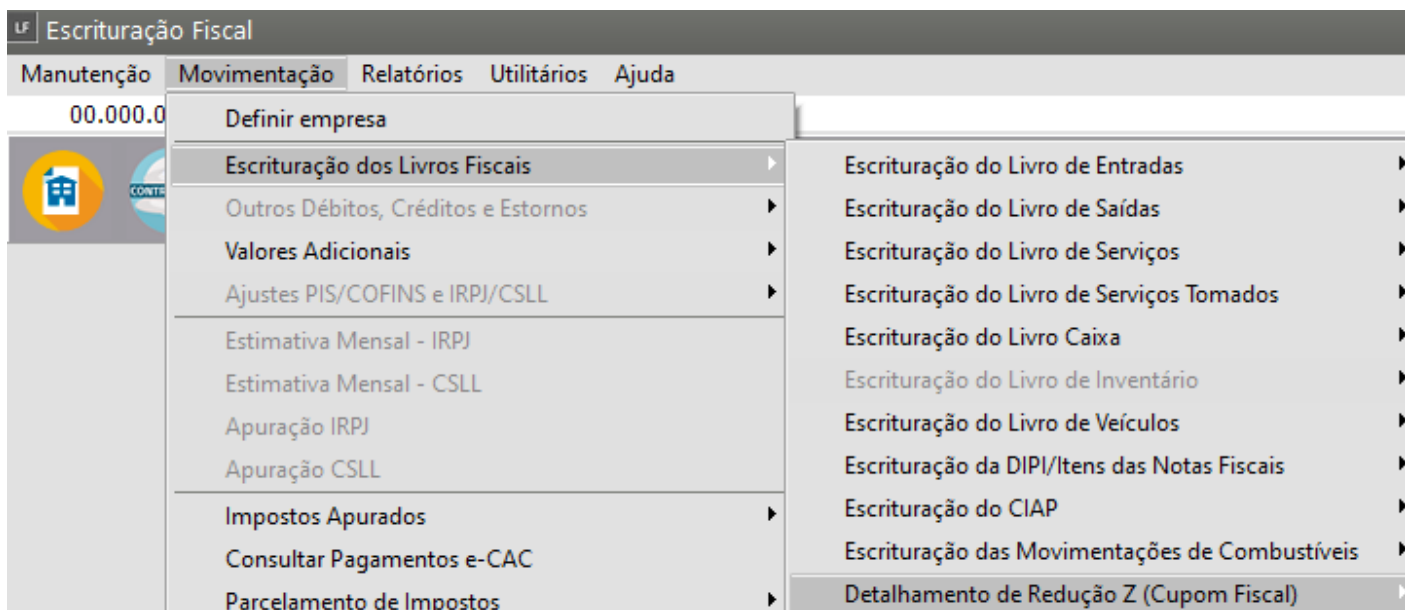 LF Escrituração Fiscal
Manutenção Movimentação Relatórios Utilitários Ajuda
00.000.0
Definir empresa
Escrituração dos Livros Fiscais
Outros Débitos, Créditos e Estornos
Valores Adicionais
Ajustes PIS/COFINS e IRPJ/CSLL
Estimativa Mensal - IRPJ
Estimativa Mensal - CSLL
Apuração IRPJ
Apuração CSLL
Impostos Apurados
Consultar Pagamentos e-CAC
Parcelamento de Impostos
Escrituração do Livro de Entradas
Escrituração do Livro de Saídas
Escrituração do Livro de Serviços
Escrituração do Livro de Serviços Tomados
Escrituração do Livro Caixa
Escrituração do Livro de Inventário
Escrituração do Livro de Veículos
Escrituração da DIPI/Itens das Notas Fiscais
Escrituração do CIAP
Escrituração das Movimentações de Combustíveis
Detalhamento de Redução Z (Cupom Fiscal)